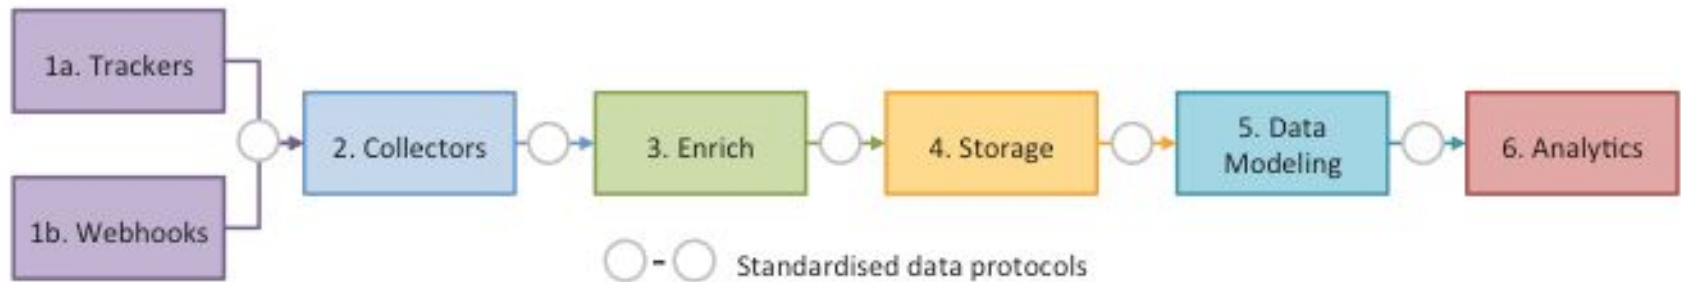 1a. Trackers
1b. Webhooks
2. Collectors
3. Enrich
4. Storage
5. Data
Modeling
6. Analytics
- Standardised data protocols